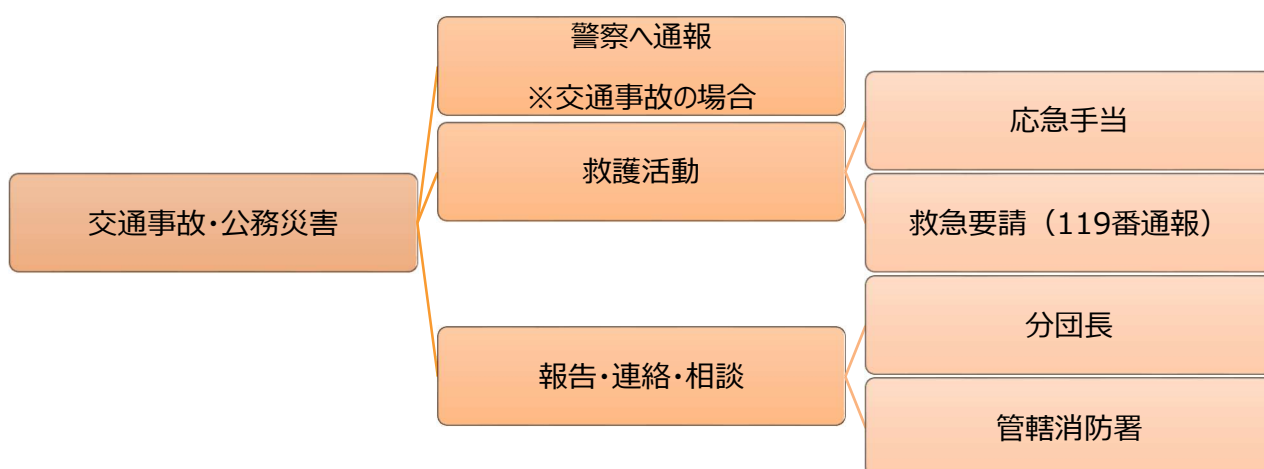 交通事故・公務災害
警察へ通報
※交通事故の場合
救護活動
応急手当
救急要請（119番通報）
報告・連絡・相談
分団長
管轄消防署